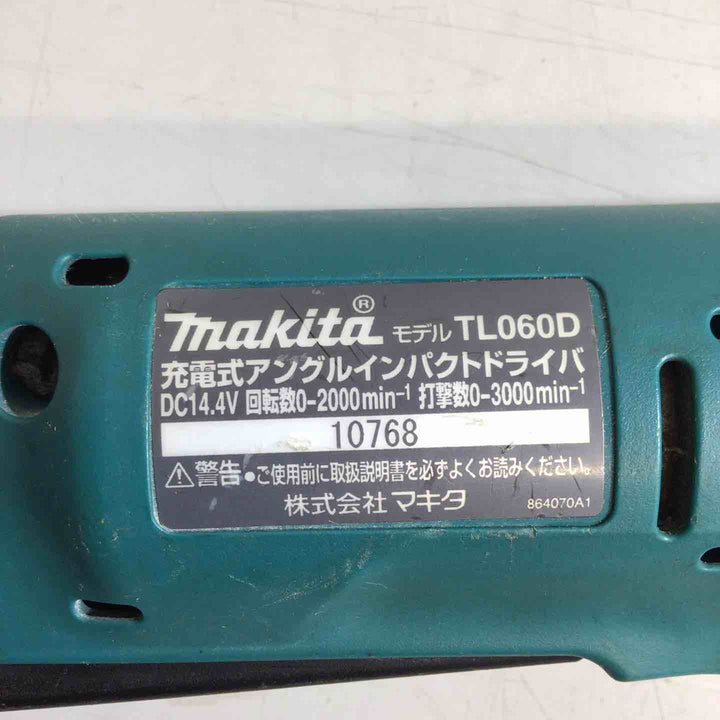 makita® モデル TL060D
充電式アングルインパクトドライバ
DC14.4V 回転数0-2000min⁻¹ 打撃数0-3000min⁻¹
10768
⚠警告●ご使用前に取扱説明書を必ずよくお読みください。
株式会社 マキタ 864070A1